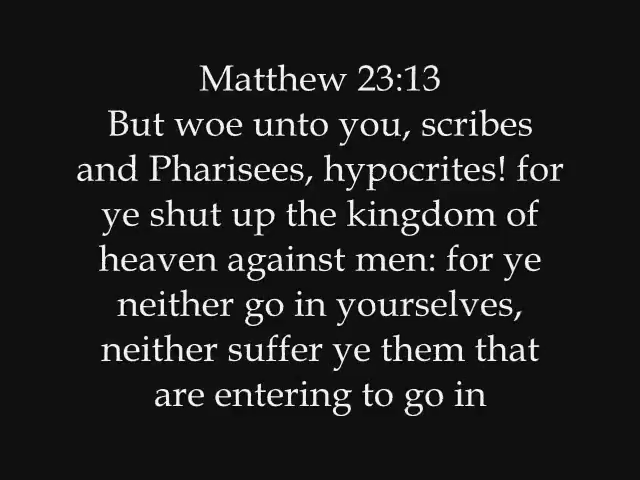 Matthew 23:13
But woe unto you, scribes
and Pharisees, hypocrites! for
ye shut up the kingdom of
heaven against men: for ye
neither go in yourselves,
neither suffer ye them that
are entering to go in